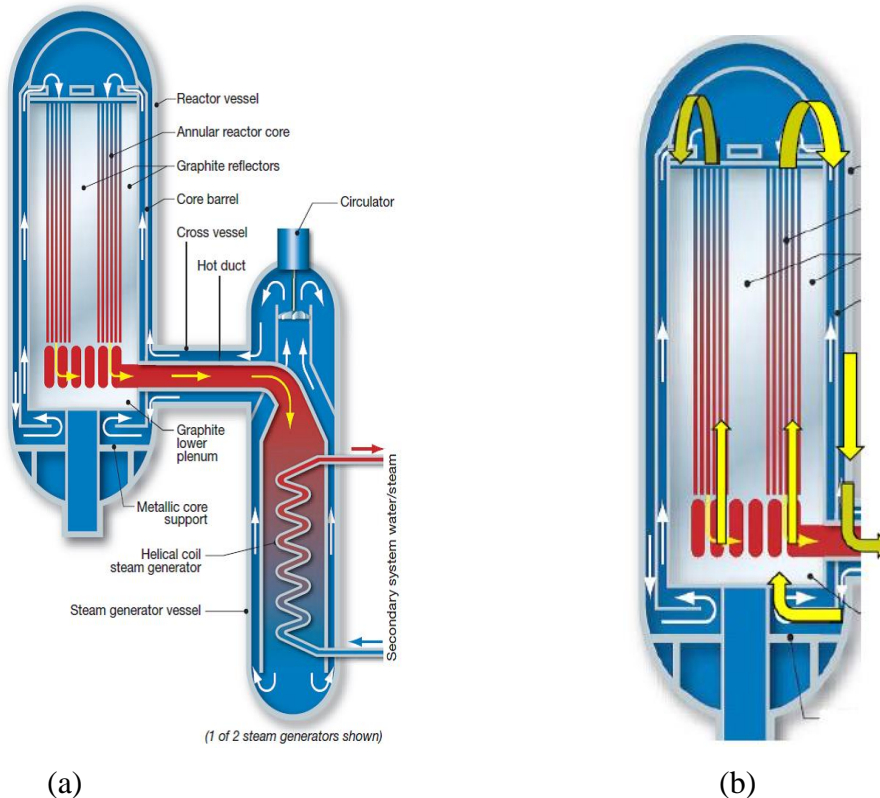 Reactor vessel
Annular reactor core
Graphite reflectors
Core barrel
Cross vessel
Hot duct
Circulator
Graphite
lower
plenum
Metallic core
support
Helical coil
steam generator
Steam generator vessel
Secondary system water/steam
(1 of 2 steam generators shown)
(a)
(b)